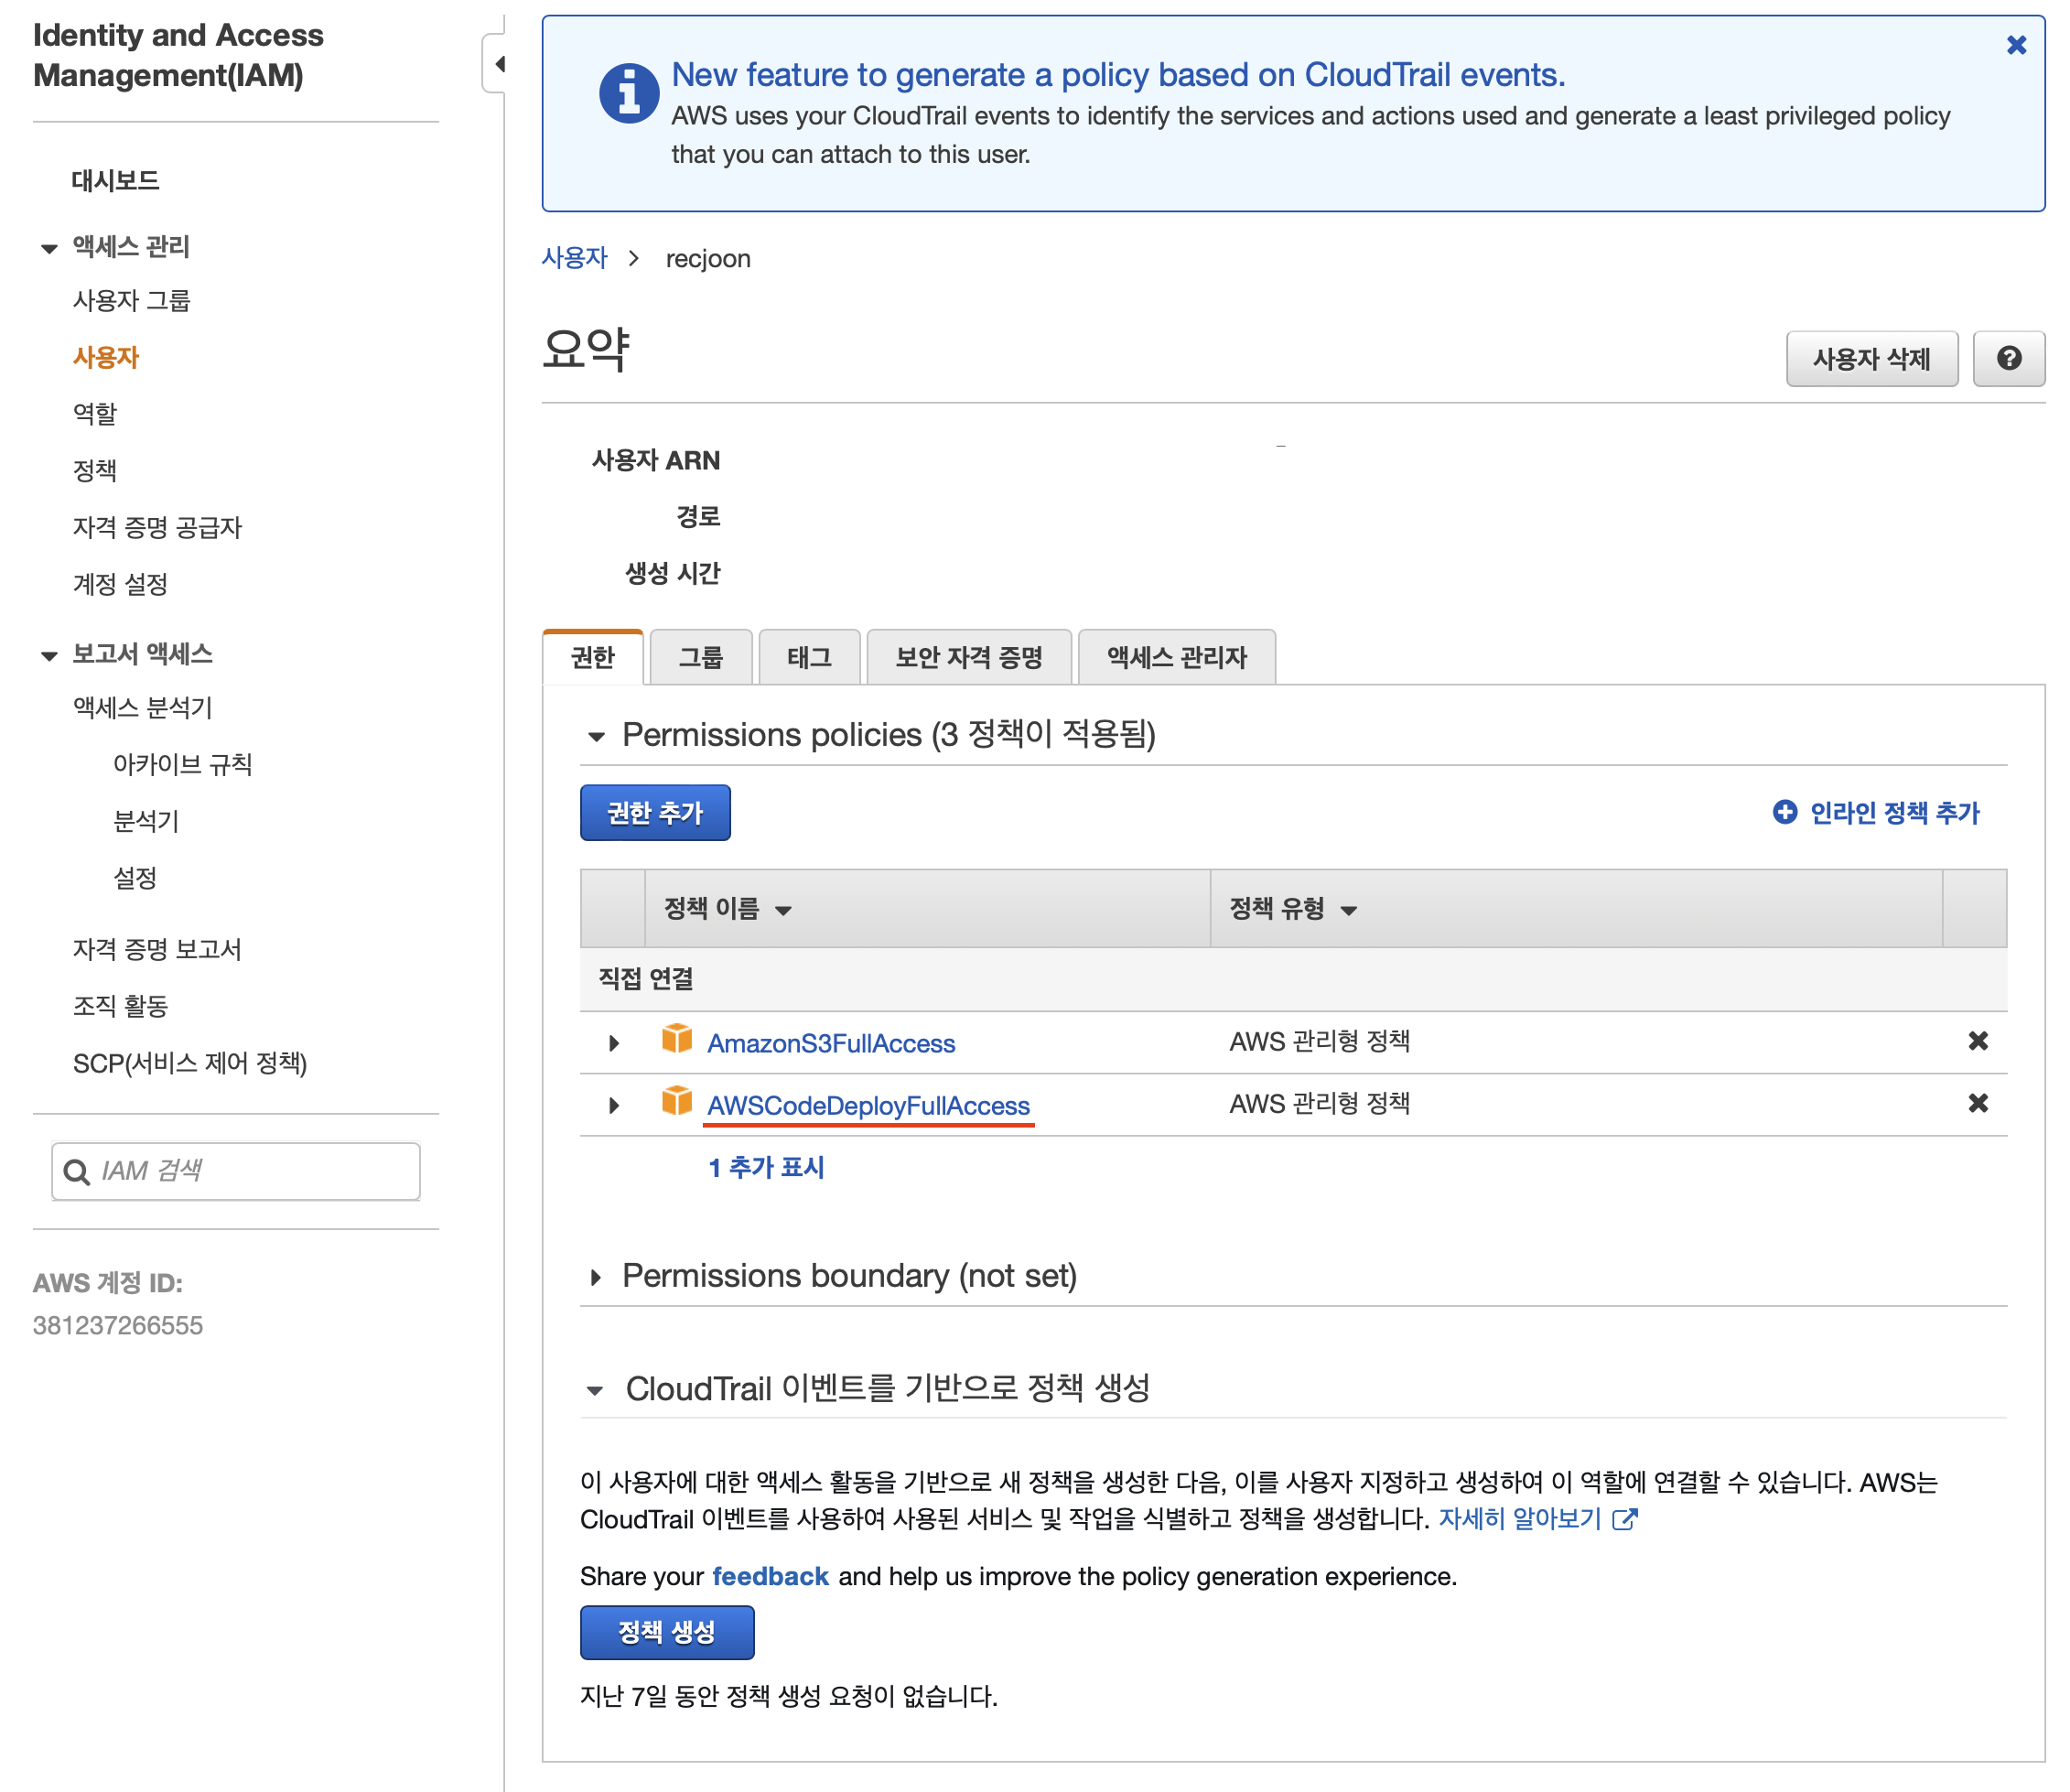 Identity and Access
Management(IAM)
대시보드
액세스 관리
사용자 그룹
사용자
역할
정책
자격 증명 공급자
계정 설정
보고서 액세스
액세스 분석기
아카이브 규칙
분석기
설정
자격 증명 보고서
조직 활동
SCP(서비스 제어 정책)
IAM 검색
AWS 계정 ID:
381237266555
New feature to generate a policy based on CloudTrail events.
AWS uses your CloudTrail events to identify the services and actions used and generate a least privileged policy
that you can attach to this user.
사용자 > recjoon
요약
사용자 삭제
사용자 ARN
경로
생성 시간
권한 그룹 태그 보안 자격 증명 액세스 관리자
Permissions policies (3 정책이 적용됨)
권한 추가 인라인 정책 추가
정책 이름 정책 유형
직접 연결
AmazonS3FullAccess AWS 관리형 정책
AWSCodeDeployFullAccess AWS 관리형 정책
1 추가 표시
Permissions boundary (not set)
CloudTrail 이벤트를 기반으로 정책 생성
이 사용자에 대한 액세스 활동을 기반으로 새 정책을 생성한 다음, 이를 사용자 지정하고 생성하여 이 역할에 연결할 수 있습니다. AWS는
CloudTrail 이벤트를 사용하여 사용된 서비스 및 작업을 식별하고 정책을 생성합니다. 자세히 알아보기
Share your feedback and help us improve the policy generation experience.
정책 생성
지난 7일 동안 정책 생성 요청이 없습니다.